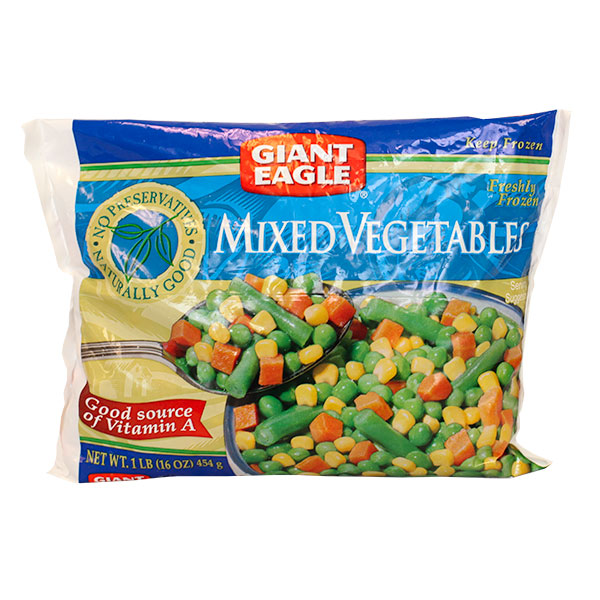 GIANT
EAGLE
®
Keep Frozen
Freshly
Frozen
NO PRESERVATIVES
NATURALLY GOOD
MIXED VEGETABLES
Good source
of Vitamin A
NET WT. 1 LB (16 OZ) 454 g
GIANT